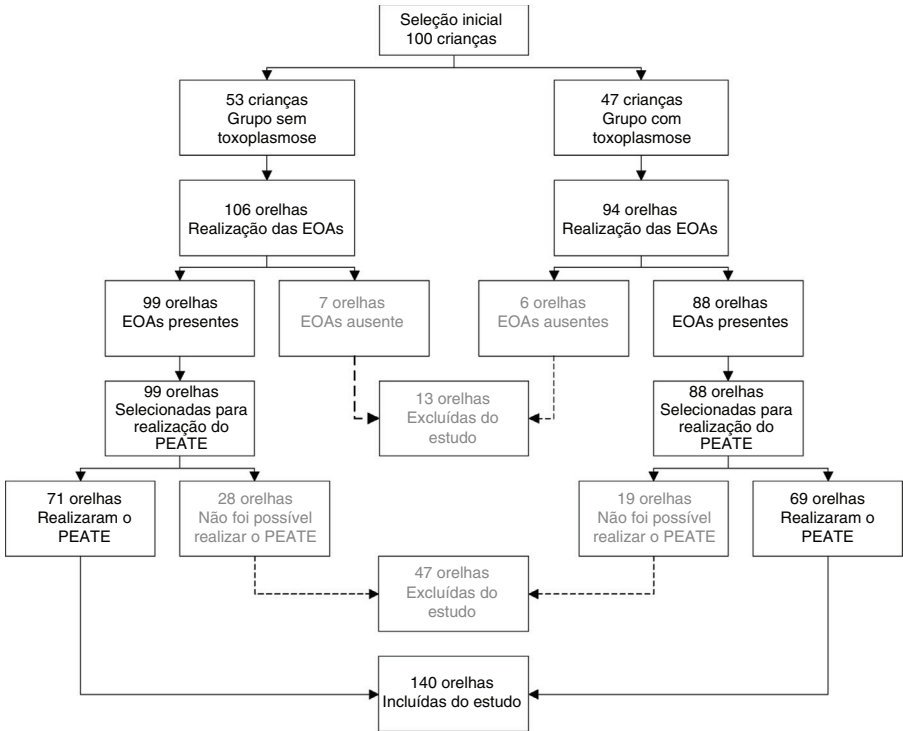 Seleção inicial
100 crianças
53 crianças
Grupo sem
toxoplasmose
47 crianças
Grupo com
toxoplasmose
106 orelhas
Realização das EOAs
94 orelhas
Realização das EOAs
99 orelhas
EOAs presentes
7 orelhas
EOAs ausente
6 orelhas
EOAs ausentes
88 orelhas
EOAs presentes
99 orelhas
Selecionadas para
realização do
PEATE
13 orelhas
Excluídas do
estudo
88 orelhas
Selecionadas para
realização do
PEATE
71 orelhas
Realizaram o
PEATE
28 orelhas
Não foi possível
realizar o PEATE
19 orelhas
Não foi possível
realizar o PEATE
69 orelhas
Realizaram o
PEATE
47 orelhas
Excluídas do
estudo
140 orelhas
Incluídas do estudo